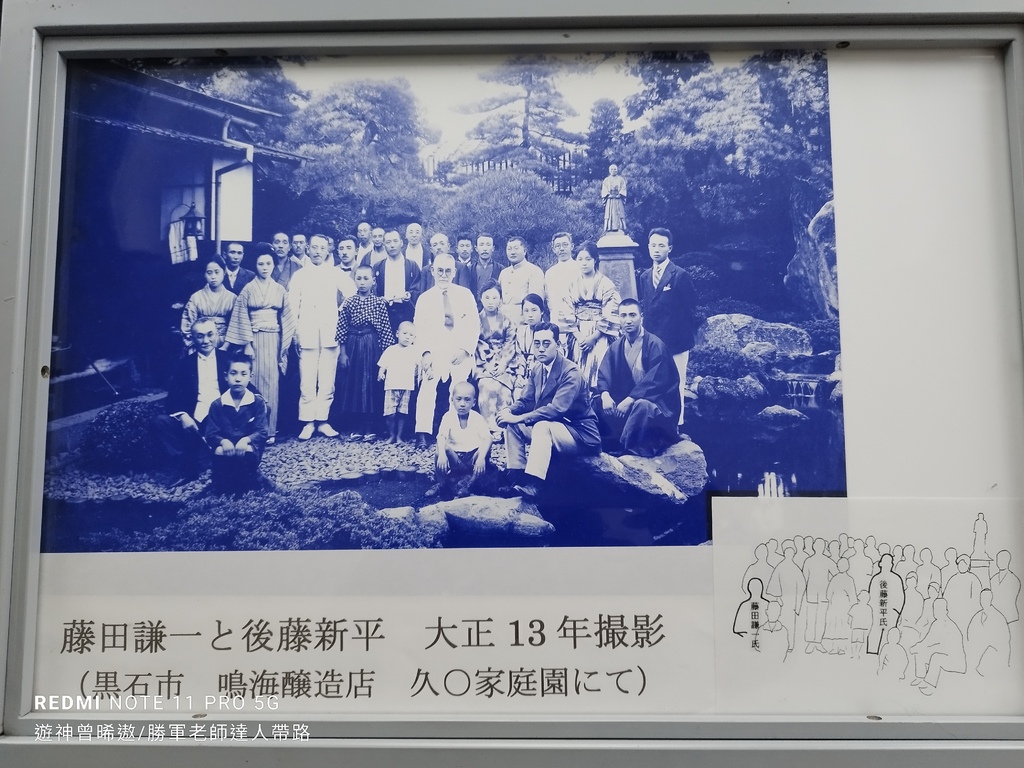 藤田謙一と後藤新平　大正 13 年撮影
（黒石市　鳴海醸造店　久〇家庭園にて）
藤田謙一氏
後藤新平氏
REDMI NOTE 11 PRO 5G
遊神曾晞遨/勝軍老師達人帶路